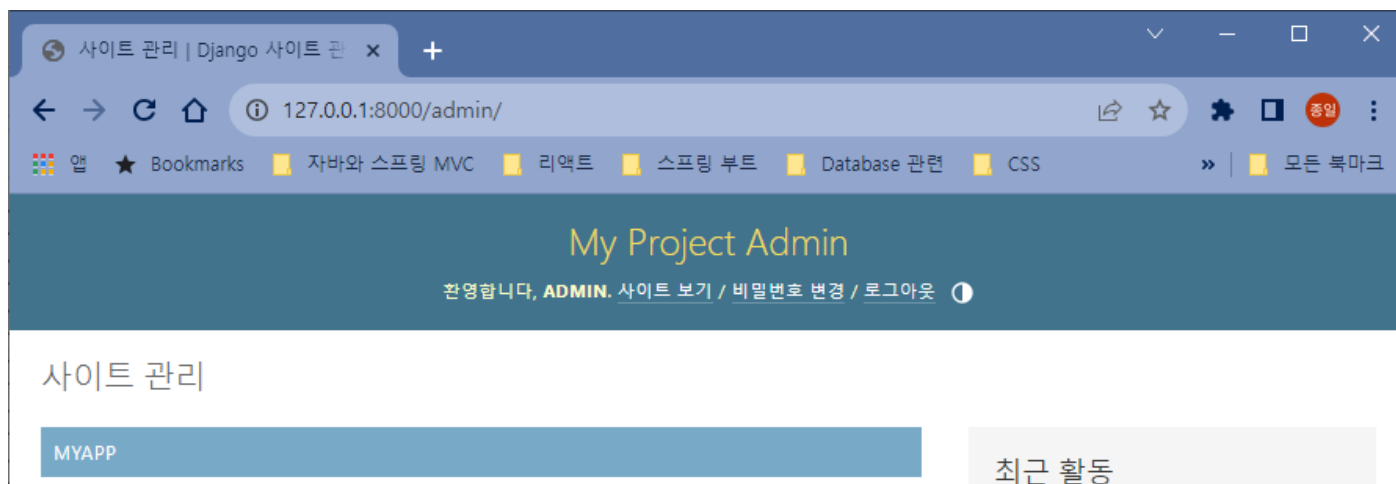 사이트 관리 | Django 사이트 관
127.0.0.1:8000/admin/
종일
앱 Bookmarks 자바와 스프링 MVC 리액트 스프링 부트 Database 관련 CSS » 모든 북마크
My Project Admin
환영합니다, ADMIN. 사이트 보기 / 비밀번호 변경 / 로그아웃
사이트 관리
MYAPP
최근 활동